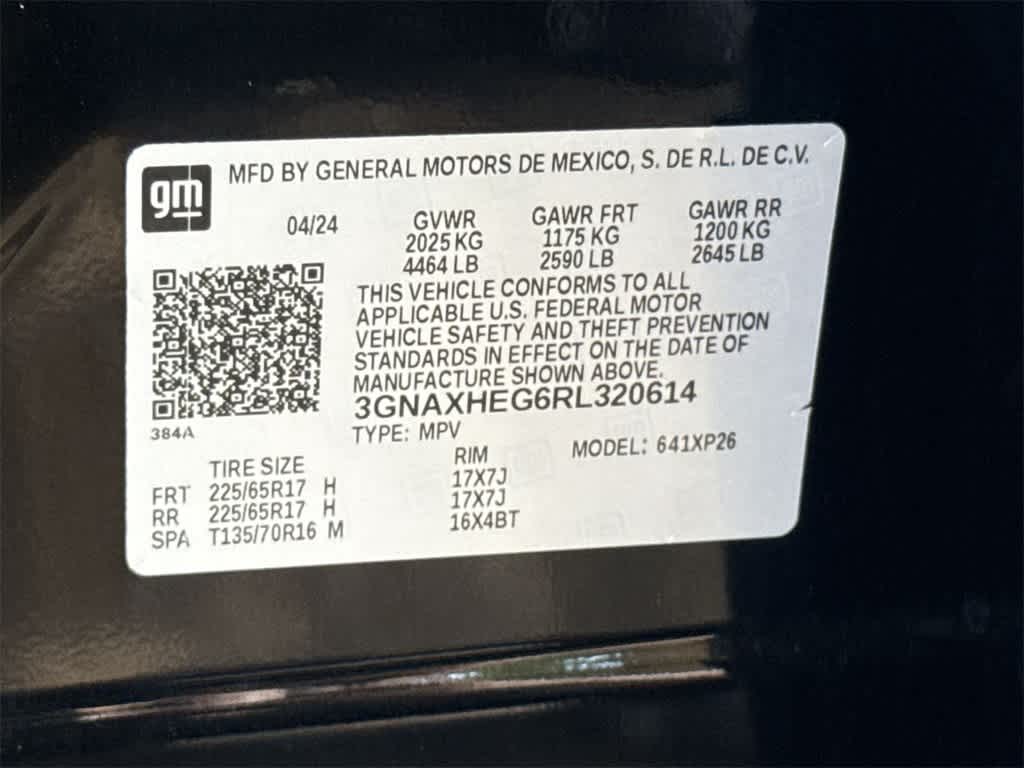 gm
MFD BY GENERAL MOTORS DE MEXICO, S. DE R.L. DE C.V.
04/24 GVWR GAWR FRT GAWR RR
2025 KG 1175 KG 1200 KG
4464 LB 2590 LB 2645 LB
THIS VEHICLE CONFORMS TO ALL
APPLICABLE U.S. FEDERAL MOTOR
VEHICLE SAFETY AND THEFT PREVENTION
STANDARDS IN EFFECT ON THE DATE OF
MANUFACTURE SHOWN ABOVE.
3GNAXHEG6RL320614
384A
TYPE: MPV MODEL: 641XP26
TIRE SIZE RIM
FRT 225/65R17 H 17X7J
RR 225/65R17 H 17X7J
SPA T135/70R16 M 16X4BT